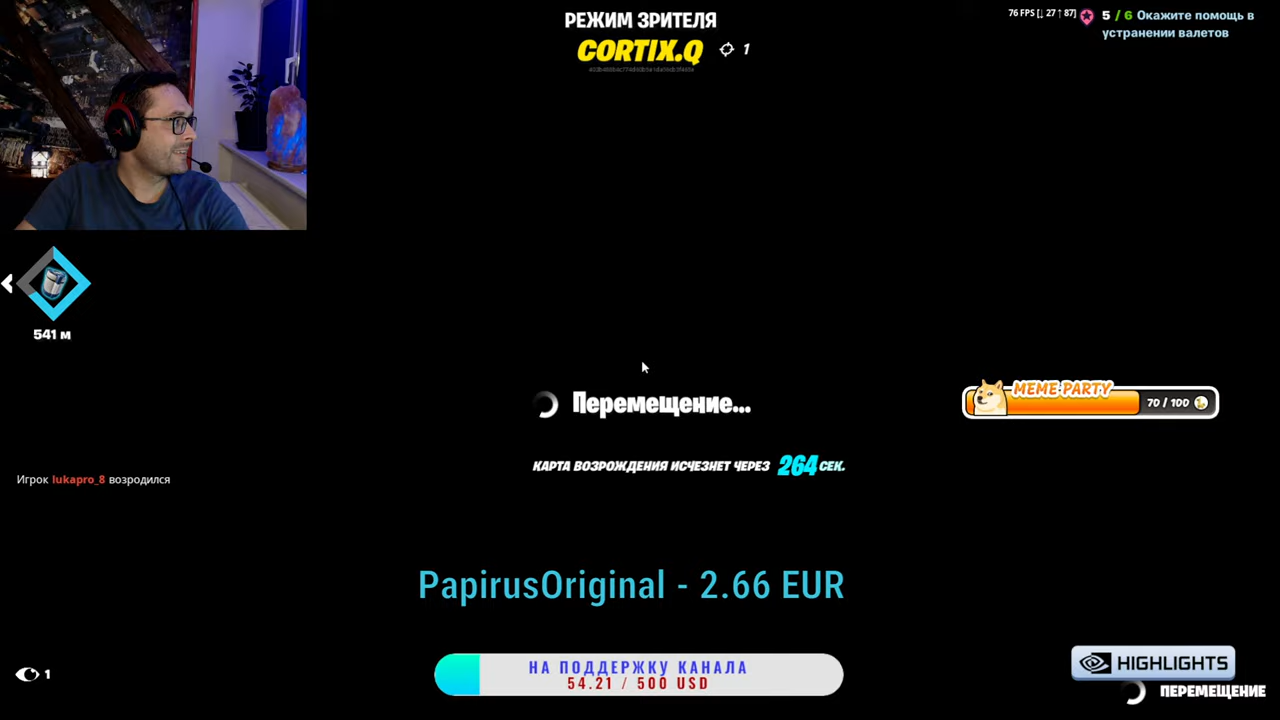 РЕЖИМ ЗРИТЕЛЯ
CORTIX.Q
1
76 FPS [↓ 27 ↑ 87]
5 / 6 Окажите помощь в
устранении валетов
541 м
Перемещение...
MEME PARTY
70 / 100
КАРТА ВОЗРОЖДЕНИЯ ИСЧЕЗНЕТ ЧЕРЕЗ 264 СЕК.
Игрок lukapro_8 возродился
PapirusOriginal - 2.66 EUR
НА ПОДДЕРЖКУ КАНАЛА
54.21 / 500 USD
1
HIGHLIGHTS
ПЕРЕМЕЩЕНИЕ